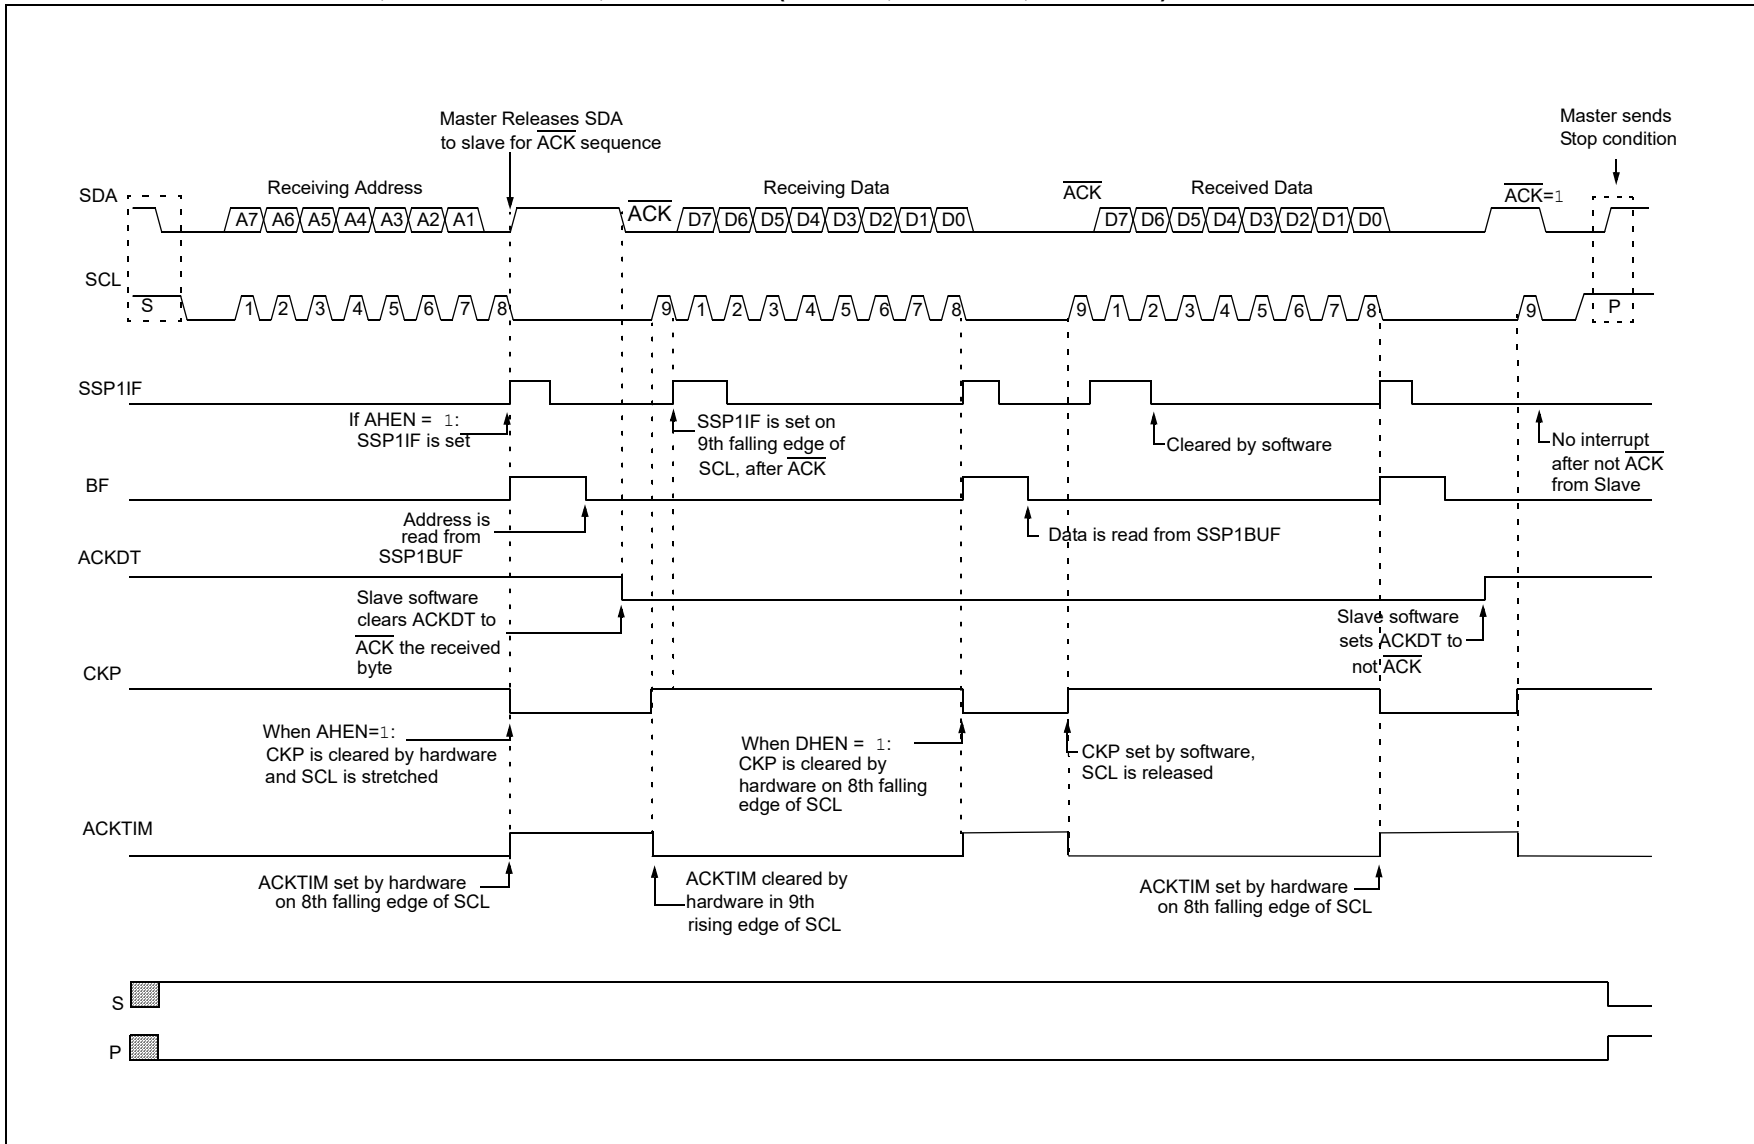 Master Releases SDA
to slave for ACK sequence
Master sends
Stop condition
SDA
Receiving Address
ACK
Receiving Data
ACK
Received Data
ACK=1
A7 A6 A5 A4 A3 A2 A1
D7 D6 D5 D4 D3 D2 D1 D0
D7 D6 D5 D4 D3 D2 D1 D0
SCL
S
1 2 3 4 5 6 7 8
9 1 2 3 4 5 6 7 8
9 1 2 3 4 5 6 7 8
9
P
SSP1IF
If AHEN = 1:
SSP1IF is set
SSP1IF is set on
9th falling edge of
SCL, after ACK
Cleared by software
No interrupt
after not ACK
from Slave
BF
Address is
read from
SSP1BUF
Data is read from SSP1BUF
ACKDT
Slave software
clears ACKDT to
ACK the received
byte
Slave software
sets ACKDT to
not ACK
CKP
When AHEN=1:
CKP is cleared by hardware
and SCL is stretched
When DHEN = 1:
CKP is cleared by
hardware on 8th falling
edge of SCL
CKP set by software,
SCL is released
ACKTIM
ACKTIM set by hardware
on 8th falling edge of SCL
ACKTIM cleared by
hardware in 9th
rising edge of SCL
ACKTIM set by hardware
on 8th falling edge of SCL
S
P